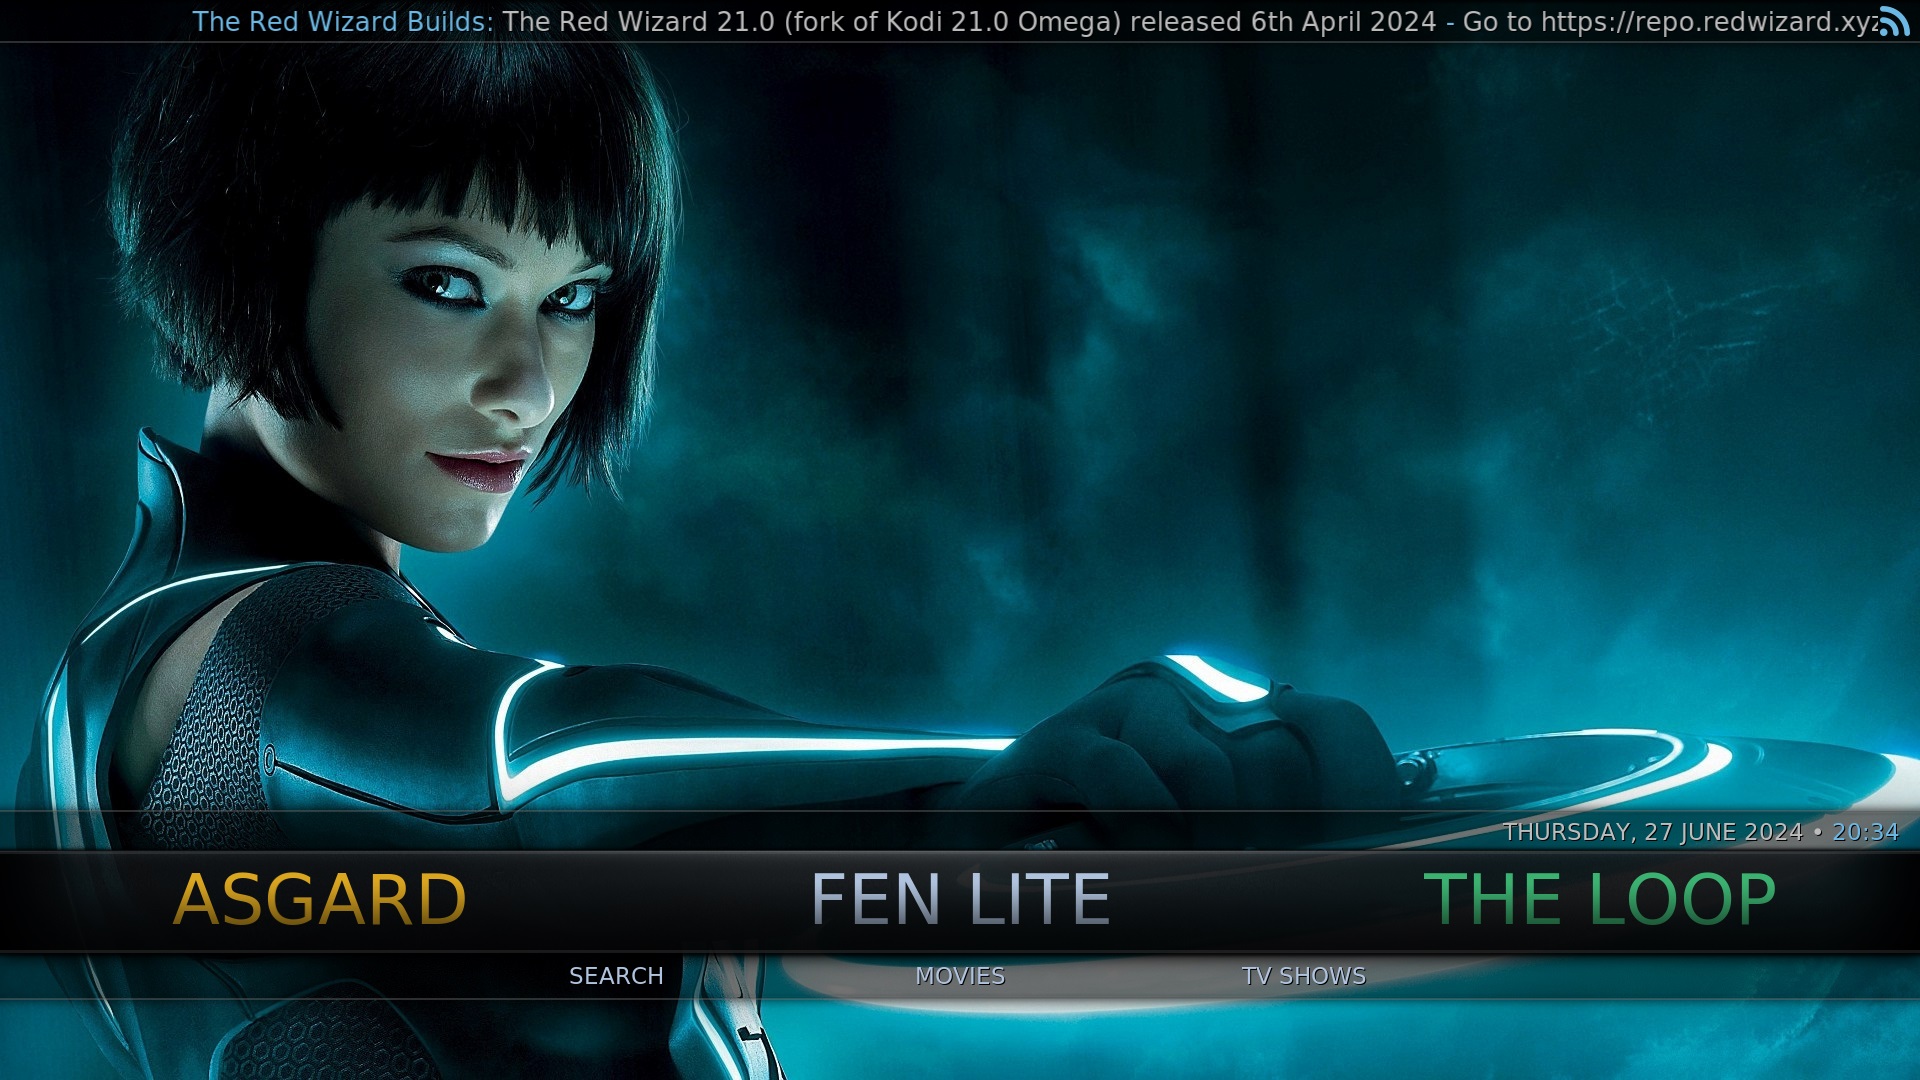 The Red Wizard Builds: The Red Wizard 21.0 (fork of Kodi 21.0 Omega) released 6th April 2024 - Go to https://repo.redwizard.xyz
THURSDAY, 27 JUNE 2024 • 20:34
ASGARD FEN LITE THE LOOP
SEARCH MOVIES TV SHOWS